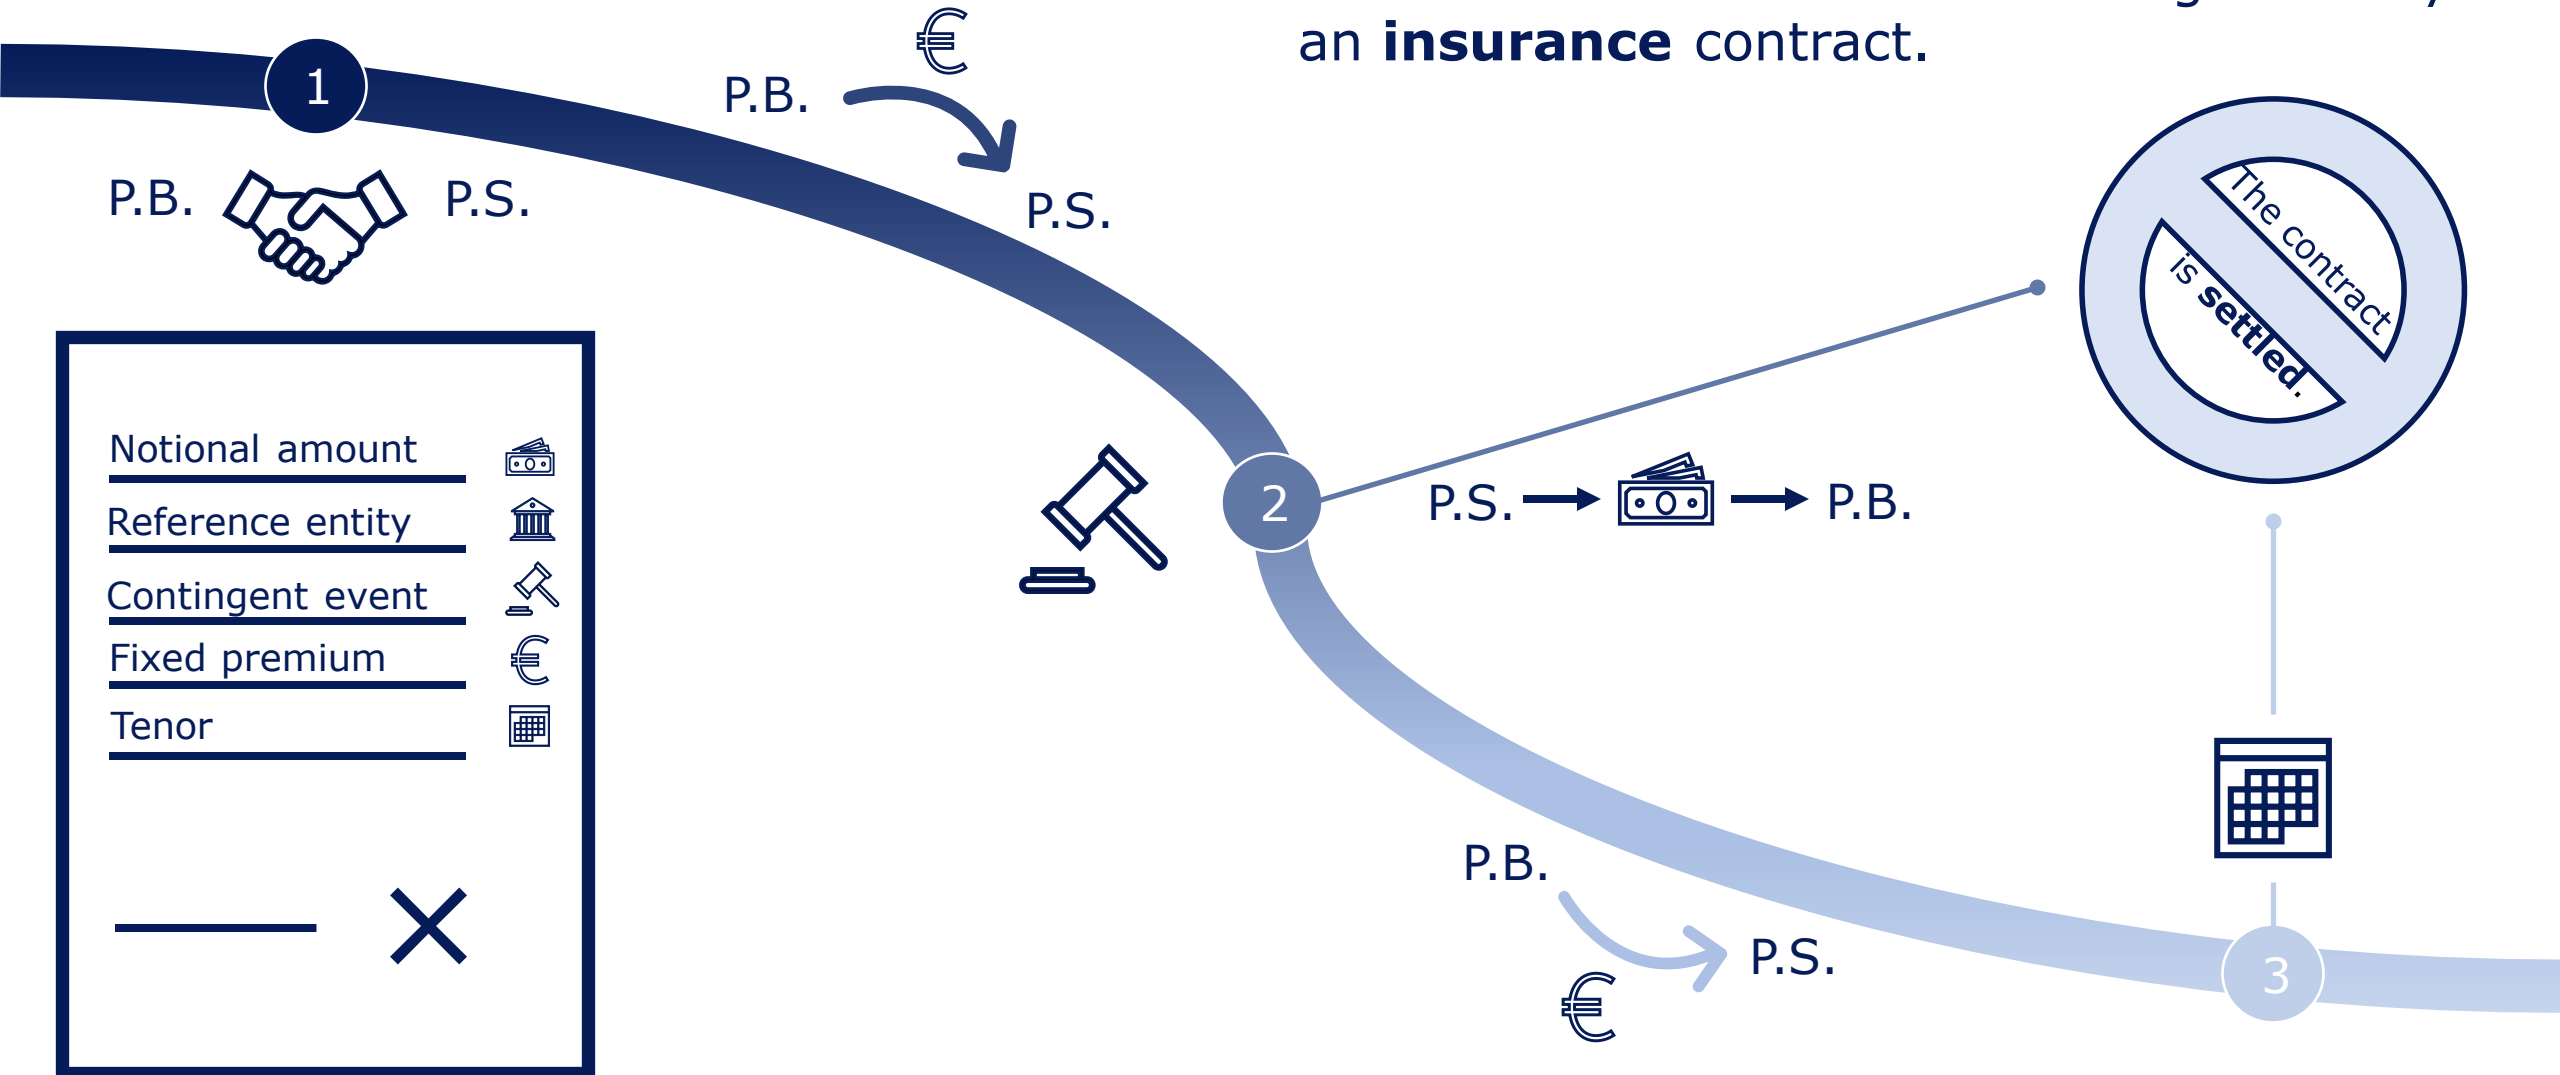 an insurance contract.
1
P.B.
P.S.
P.B.
€
P.S.
Notional amount
Reference entity
Contingent event
Fixed premium
€
Tenor
2
P.S.
P.B.
The contract
is settled.
P.B.
€
P.S.
3